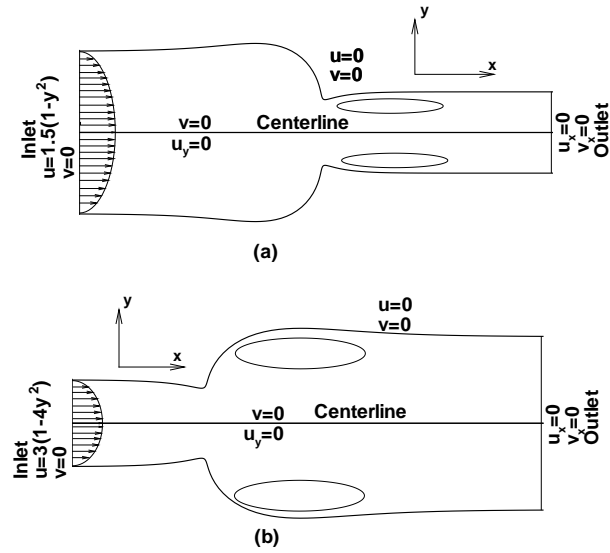 y
x
u=0
v=0
Inlet
u=1.5(1-y²)
v=0
v=0
u_y=0
Centerline
u_x=0
v_x=0
Outlet
(a)
y
x
u=0
v=0
Inlet
u=3(1-4y²)
v=0
v=0
u_y=0
Centerline
u_x=0
v_x=0
Outlet
(b)